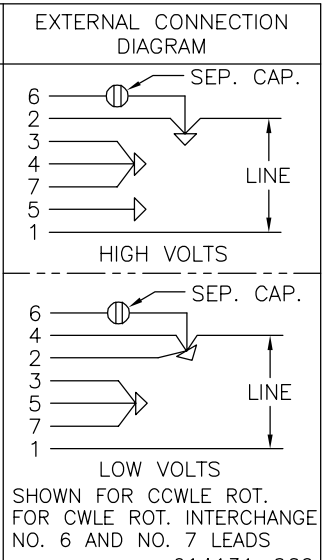 EXTERNAL CONNECTION
DIAGRAM
SEP. CAP.
6
2
3
4
7
5
1
LINE
HIGH VOLTS
SEP. CAP.
6
4
2
3
5
7
1
LINE
LOW VOLTS
SHOWN FOR CCWLE ROT.
FOR CWLE ROT. INTERCHANGE
NO. 6 AND NO. 7 LEADS